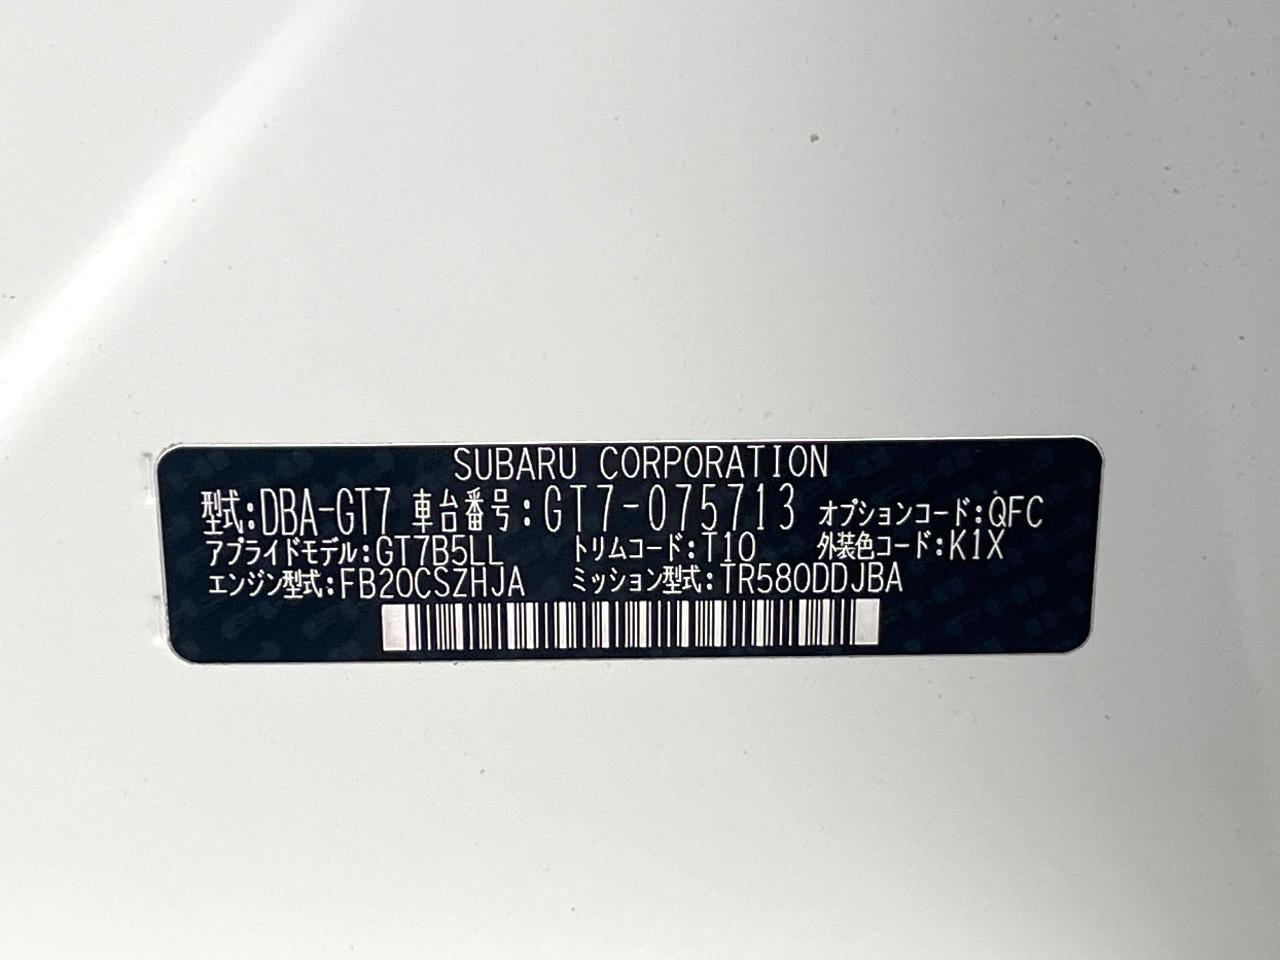 SUBARU CORPORATION
型式:DBA-GT7 車台番号:GT7-075713 オプションコード:QFC
アプライドモデル:GT7B5LL トリムコード:T10 外装色コード:K1X
エンジン型式:FB20CSZHJA ミッション型式:TR580DDJBA